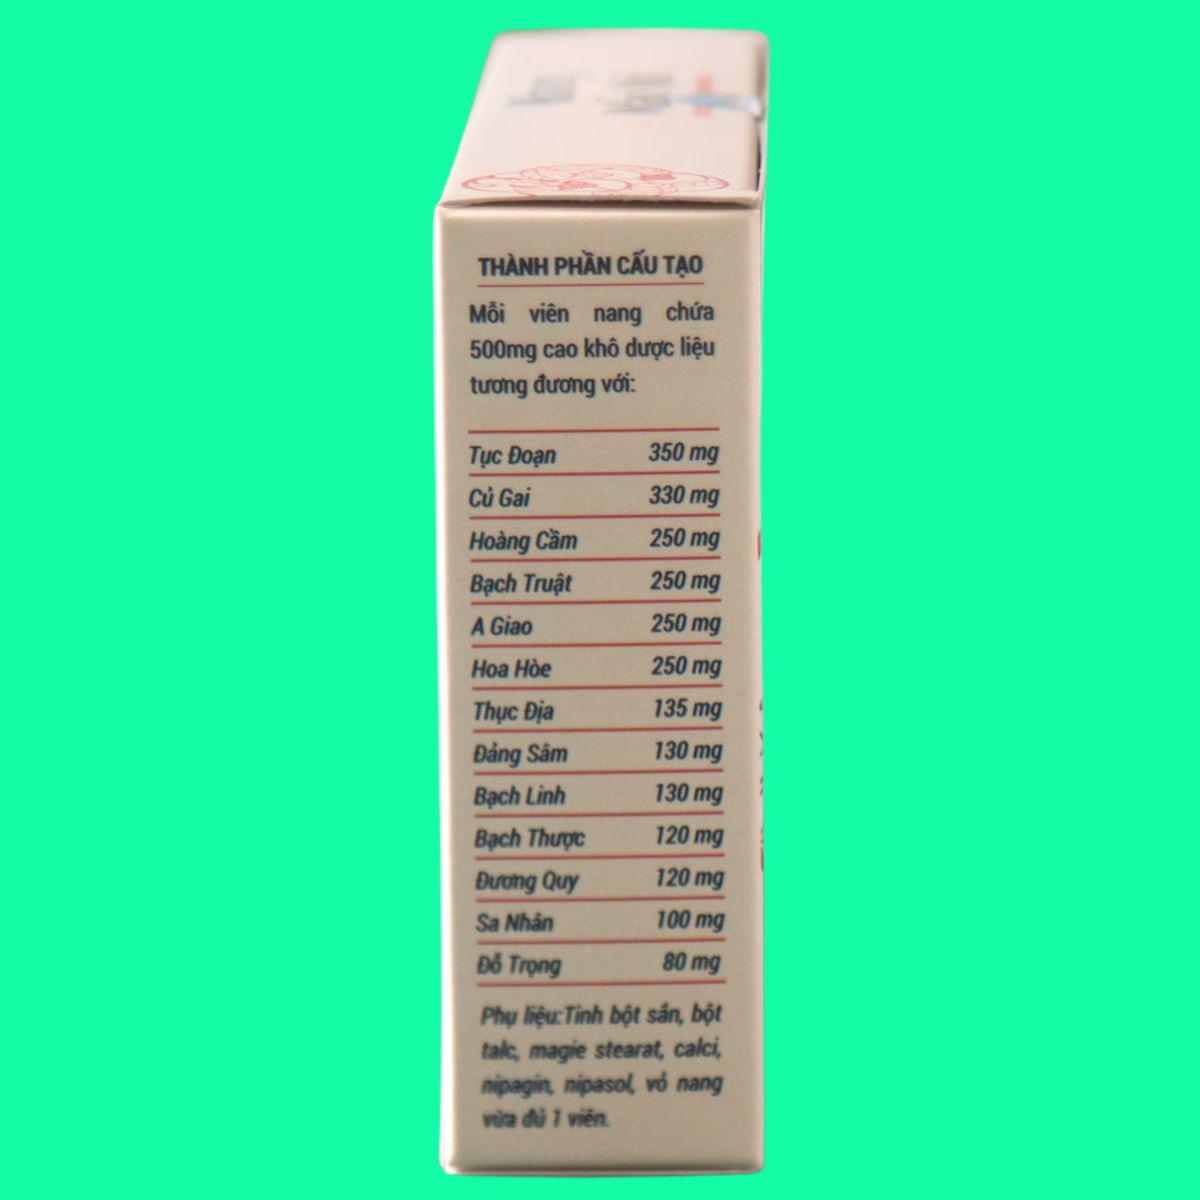 THÀNH PHẦN CẤU TẠO
Mỗi viên nang chứa
500mg cao khô dược liệu
tương đương với:
Tục Đoạn 350 mg
Củ Gai 330 mg
Hoàng Cầm 250 mg
Bạch Truật 250 mg
A Giao 250 mg
Hoa Hòe 250 mg
Thục Địa 135 mg
Đảng Sâm 130 mg
Bạch Linh 130 mg
Bạch Thược 120 mg
Đương Quy 120 mg
Sa Nhân 100 mg
Đỗ Trọng 80 mg
Phụ liệu:Tinh bột sắn, bột
talc, magie stearat, calci,
nipagin, nipasol, vỏ nang
vừa đủ 1 viên.